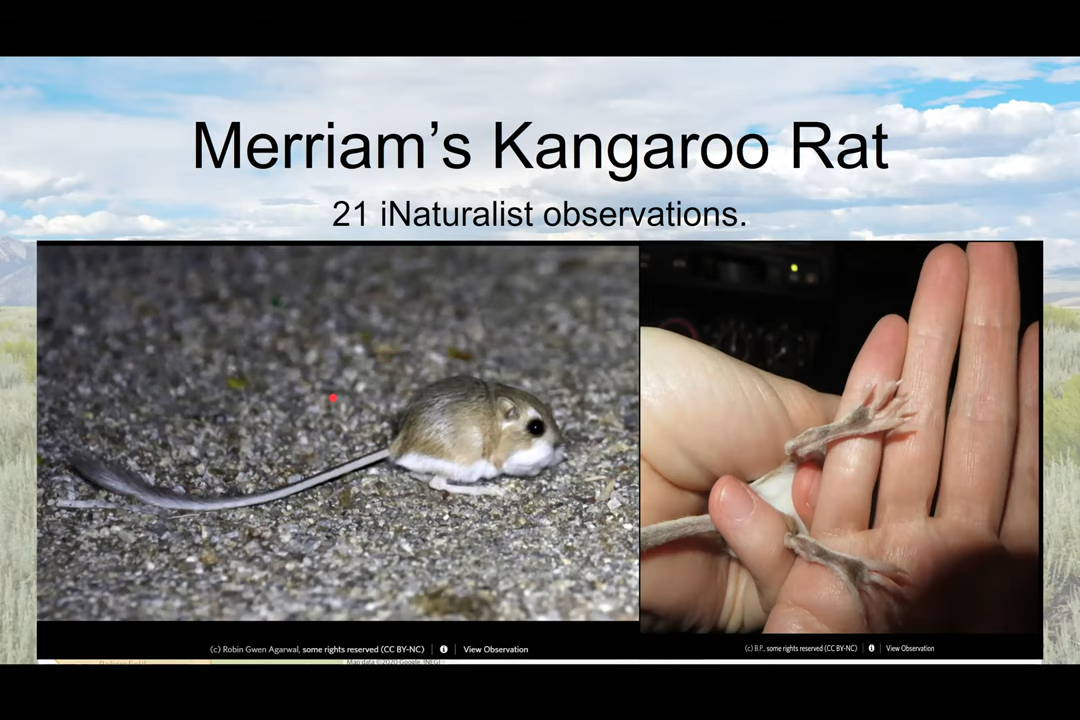 Merriam’s Kangaroo Rat
21 iNaturalist observations.
(c) Robin Gwen Agarwal, some rights reserved (CC BY-NC) View Observation
(c) B.P., some rights reserved (CC BY-NC) View Observation
Map data ©2020 Google, INEGI